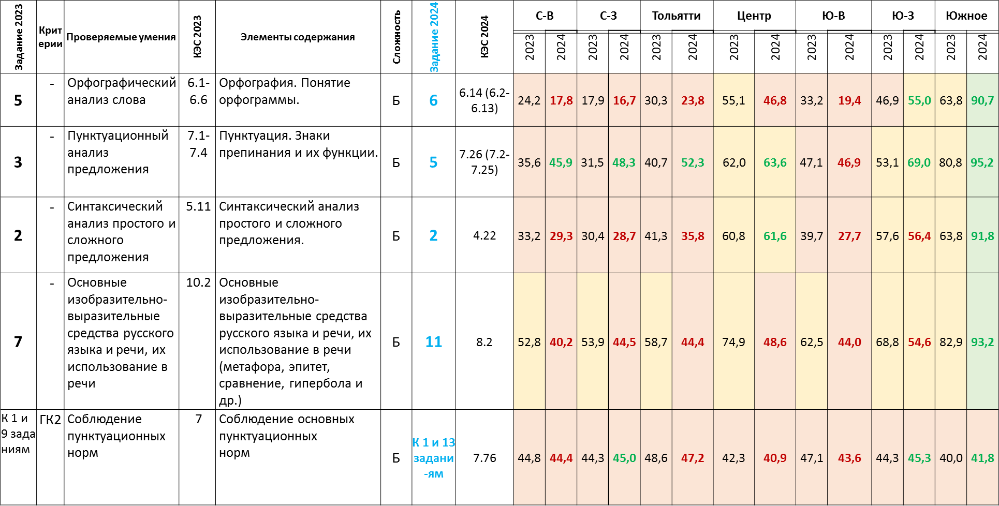 Задание 2023
Крит
ерии
Проверяемые умения
КЭС 2023
Элементы содержания
Сложность
Задание 2024
КЭС 2024
С-В
С-З
Тольятти
Центр
Ю-В
Ю-З
Южное
2023 2024 2023 2024 2023 2024 2023 2024 2023 2024 2023 2024 2023 2024
5
-
Орфографический
анализ слова
6.1-
6.6
Орфография. Понятие
орфограммы.
Б
6
6.14 (6.2-
6.13)
24,2 17,8 17,9 16,7 30,3 23,8 55,1 46,8 33,2 19,4 46,9 55,0 63,8 90,7
3
-
Пунктуационный
анализ
предложения
7.1-
7.4
Пунктуация. Знаки
препинания и их функции.
Б
5
7.26 (7.2-
7.25)
35,6 45,9 31,5 48,3 40,7 52,3 62,0 63,6 47,1 46,9 53,1 69,0 80,8 95,2
2
-
Синтаксический
анализ простого и
сложного
предложения
5.11
Синтаксический анализ
простого и сложного
предложения.
Б
2
4.22
33,2 29,3 30,4 28,7 41,3 35,8 60,8 61,6 39,7 27,7 57,6 56,4 63,8 91,8
7
-
Основные
изобразительно-
выразительные
средства русского
языка и речи, их
использование в
речи
10.2
Основные
изобразительно-
выразительные средства
русского языка и речи, их
использование в речи
(метафора, эпитет,
сравнение, гипербола и
др.)
Б
11
8.2
52,8 40,2 53,9 44,5 58,7 44,4 74,9 48,6 62,5 44,0 68,8 54,6 82,9 93,2
К 1 и
9 зада
ниям
ГК2
Соблюдение
пунктуационных
норм
7
Соблюдение основных
пунктуационных
норм
Б
К 1 и 13
задани
-ям
7.76
44,8 44,4 44,3 45,0 48,6 47,2 42,3 40,9 47,1 43,6 44,3 45,3 40,0 41,8